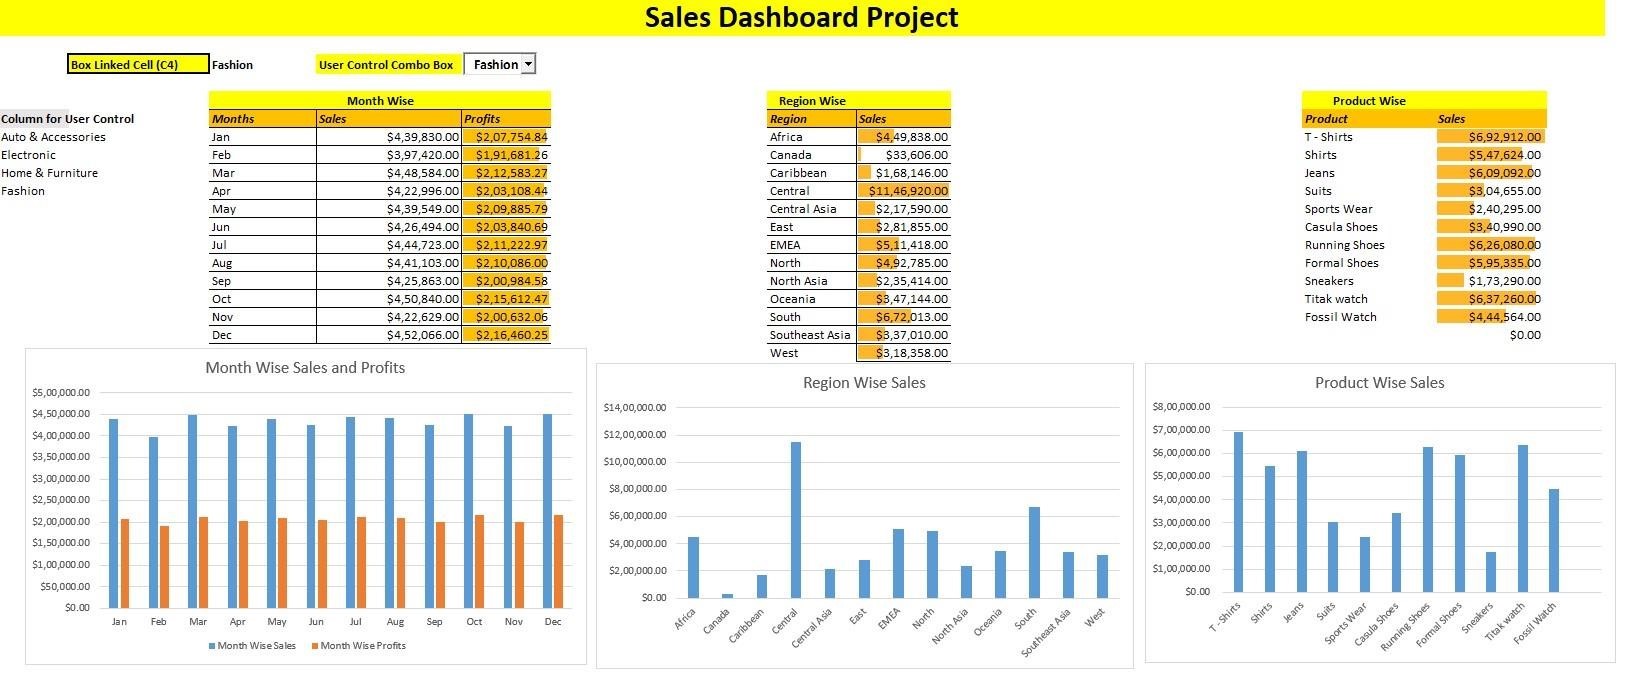 Sales Dashboard Project
Box Linked Cell (C4) Fashion User Control Combo Box Fashion
Month Wise Region Wise Product Wise
Column for User Control Months Sales Profits Region Sales Product Sales
Auto & Accessories Jan $4,39,830.00 $2,07,754.84 Africa $4,49,838.00 T - Shirts $6,92,912.00
Electronic Feb $3,97,420.00 $1,91,681.26 Canada $33,606.00 Shirts $5,47,624.00
Home & Furniture Mar $4,48,584.00 $2,12,583.27 Caribbean $1,68,146.00 Jeans $6,09,092.00
Fashion Apr $4,22,996.00 $2,03,108.44 Central $11,46,920.00 Suits $3,04,655.00
May $4,39,549.00 $2,09,885.79 Central Asia $2,17,590.00 Sports Wear $2,40,295.00
Jun $4,26,494.00 $2,03,840.69 East $2,81,855.00 Casula Shoes $3,40,990.00
Jul $4,44,723.00 $2,11,222.97 EMEA $5,11,418.00 Running Shoes $6,26,080.00
Aug $4,41,103.00 $2,10,086.00 North $4,92,785.00 Formal Shoes $5,95,335.00
Sep $4,25,863.00 $2,00,984.58 North Asia $2,35,414.00 Sneakers $1,73,290.00
Oct $4,50,840.00 $2,15,612.47 Oceania $3,47,144.00 Titak watch $6,37,260.00
Nov $4,22,629.00 $2,00,632.06 South $6,72,013.00 Fossil Watch $4,44,564.00
Dec $4,52,066.00 $2,16,460.25 Southeast Asia $3,37,010.00 $0.00
West $3,18,358.00
Month Wise Sales and Profits
$5,00,000.00
$4,50,000.00
$4,00,000.00
$3,50,000.00
$3,00,000.00
$2,50,000.00
$2,00,000.00
$1,50,000.00
$1,00,000.00
$50,000.00
$0.00
Jan Feb Mar Apr May Jun Jul Aug Sep Oct Nov Dec
Month Wise Sales Month Wise Profits
Region Wise Sales
$14,00,000.00
$12,00,000.00
$10,00,000.00
$8,00,000.00
$6,00,000.00
$4,00,000.00
$2,00,000.00
$0.00
Africa Canada Caribbean Central Central Asia East EMEA North North Asia Oceania South Southeast Asia West
Product Wise Sales
$8,00,000.00
$7,00,000.00
$6,00,000.00
$5,00,000.00
$4,00,000.00
$3,00,000.00
$2,00,000.00
$1,00,000.00
$0.00
T - Shirts Shirts Jeans Suits Sports Wear Casula Shoes Running Shoes Formal Shoes Sneakers Titak watch Fossil Watch